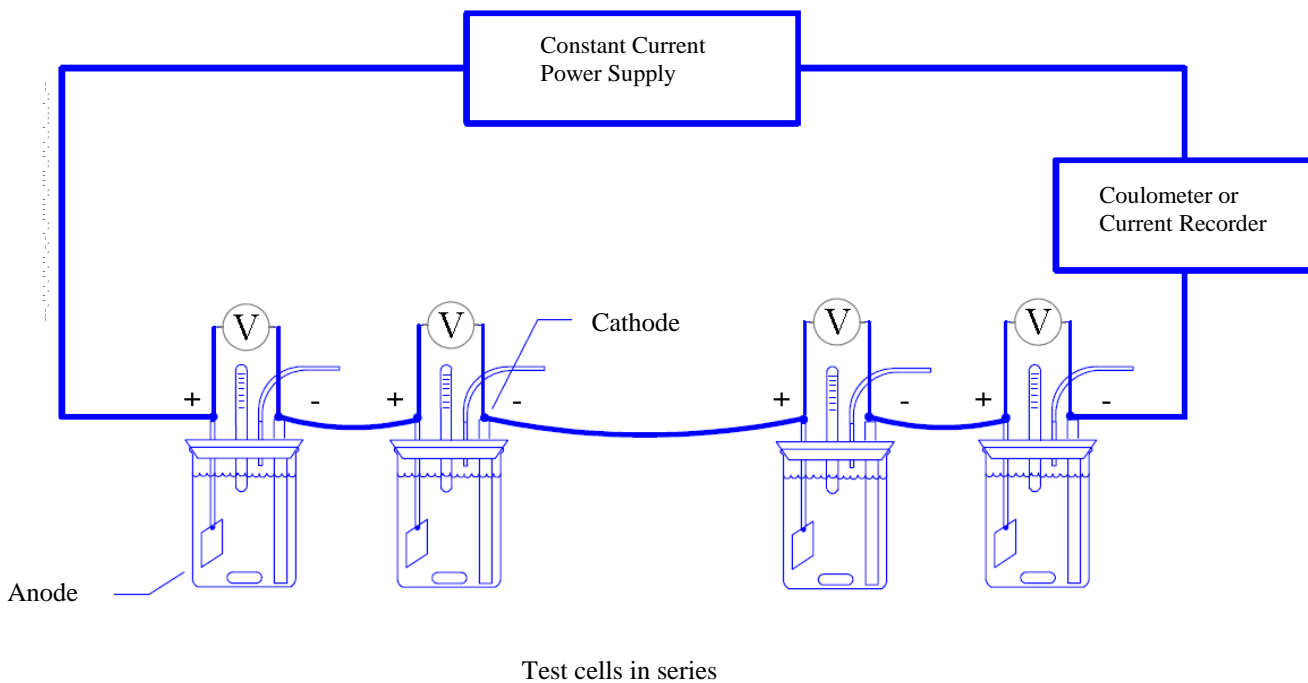 Constant Current
Power Supply
Coulometer or
Current Recorder
V
V
V
V
Cathode
+
-
+
-
+
-
+
-
Anode
Test cells in series